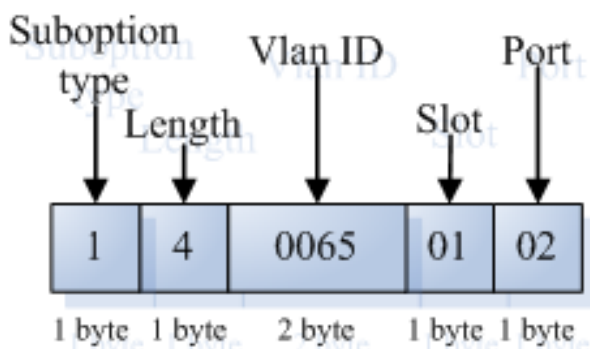 Suboption type
Length
Vlan ID
Slot
Port
1 4 0065 01 02
1 byte 1 byte 2 byte 1 byte 1 byte